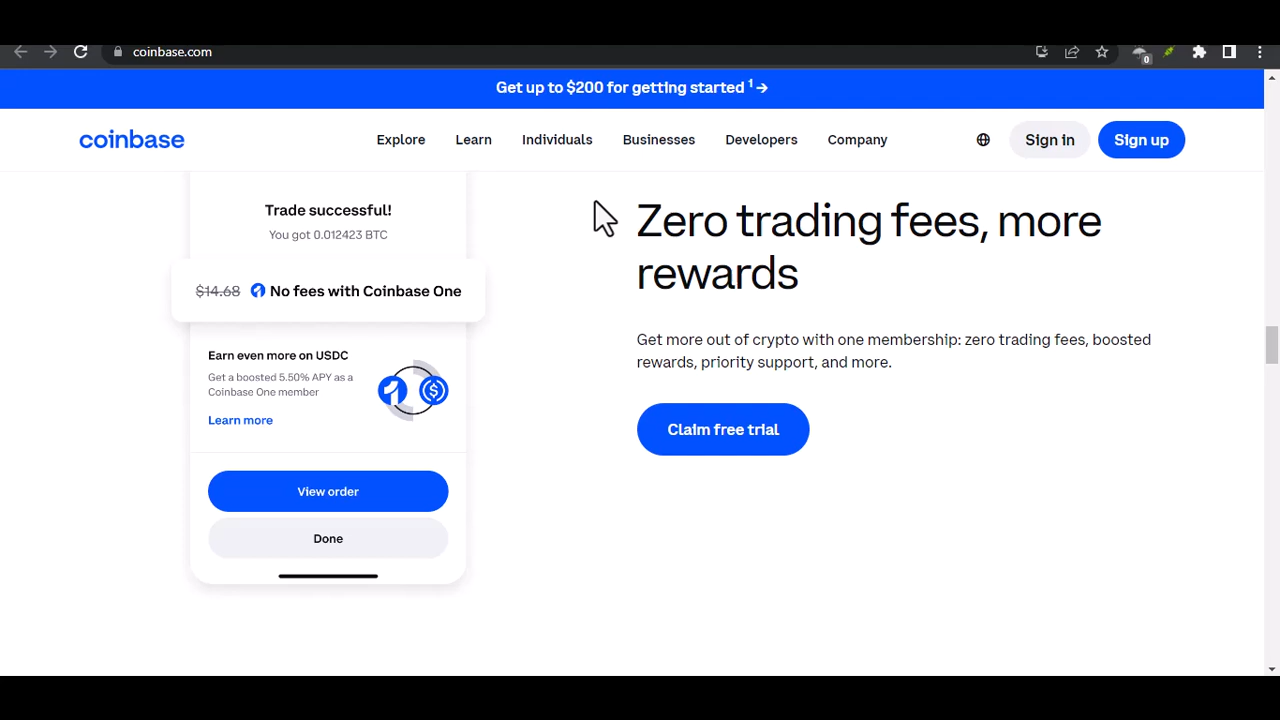 coinbase.com
0
Get up to $200 for getting started ¹ →
coinbase
Explore
Learn
Individuals
Businesses
Developers
Company
Sign in
Sign up
Trade successful!
You got 0.012423 BTC
$14.68 No fees with Coinbase One
Earn even more on USDC
Get a boosted 5.50% APY as a
Coinbase One member
Learn more
View order
Done
Zero trading fees, more
rewards
Get more out of crypto with one membership: zero trading fees, boosted
rewards, priority support, and more.
Claim free trial